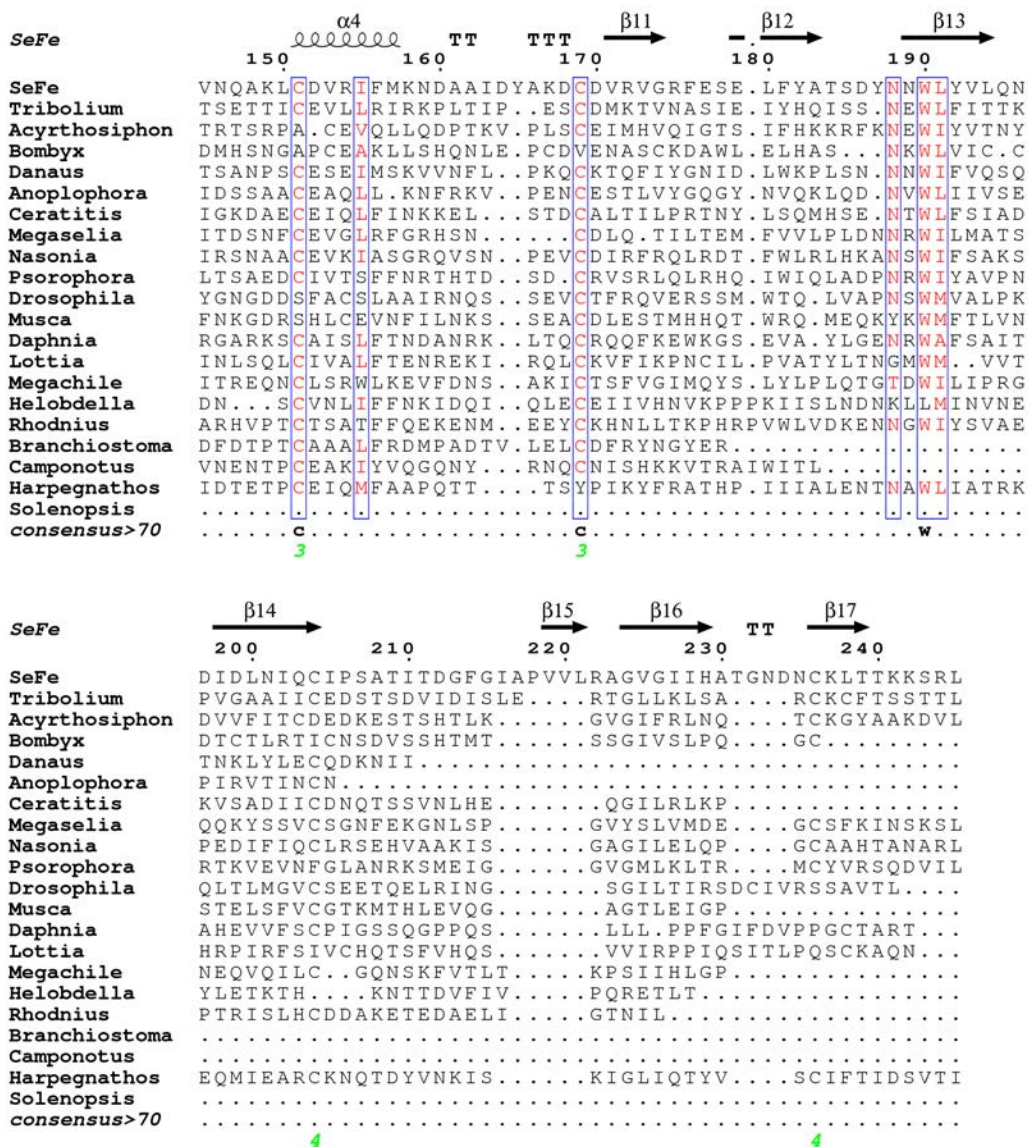 α4 β11 β12 β13
SeFe TT TTT
150 160 170 180 190
SeFe VNQAKLCDVRIFMKNDAAIDYAKDCDVRVGRFESE.LFYATSDYNNWLYVLQN
Tribolium TSETTICEVLLRIRKPLTIP..ESCDMKTVNASIE.IYHQISS.NEWLFITTK
Acyrthosiphon TRTSRPA.CEVQLLQDPTKV.PLSCEIMHVQIGTS.IFHKKRFKNEWIYVTNY
Bombyx DMHSNGAPCEAKLLSHQNLE.PCDVENASCKDAWL.ELHAS...NKWLVICC.C
Danaus TSANPSCESEIMSKVVNFL..PKQCKTQFIYGNID.LWKPLSN.NNWIFVQSQ
Anoplophora IDSSAACEAQLL.KNFRKV..PENCESTLVYGQGY.NVQKLQD.NVWLIIVSE
Ceratitis IGKDAECEIQLFINKKEL...STDCALTILPRTNY.LSQMHSE.NTWLFSIAD
Megaselia ITDSNFCEVGLRFGRHSN......CDLQ.TILTEM.FVVLPLDNNRWILMATS
Nasonia IRSNAACEVKIASGRQVSN..PEVCDIRFRQLRDT.FWLRLHKANSWIFSAKS
Psorophora LTSAEDCIVTSFFNRTHTD..SD.CRVSRLQLRHQ.IWIQLADPNRWIYAVPN
Drosophila YGNGDDSFACSLAAIRNQS..SEVCTFRQVERSSM.WTQ.LVAPNSWMVALPK
Musca FNKGDRSHLCEVNFILNKS..SEACDLESTMHHQT.WRQ.MEQKYKWMFTLVN
Daphnia RGARKSCAISLFTNDANRK..LTQCRQQFKEWKGS.EVA.YLGENRWAFSAIT
Lottia INLSQLCIVALFTENREKI..RQLCKVFIKPNCIL.PVATYLTNGMWM..VVT
Megachile ITREQNCLSRWLKEVFDNS..AKICTSFVGIMQYS.LYLPLQTGTDWILIPRG
Helobdella DN...SCVNLIFFNKIDQI..QLECEIIVHNVKPPPKIISLNDNKLLMINVNE
Rhodnius ARHVPTCTSATFFQEKENM..EEYCKHNLLTKPHRPVWLVDKENNGWIYSVAE
Branchiostoma DFDTPTCAAALFRDMPADTV.LELCDFRYNGYER...................
Camponotus VNENTPCEAKIYVQGQNY...RNQCNISHKKVTRAIWITL.............
Harpegnathos IDTETPCEIQMFAAPQTT....TSYPIKYFRATHP.IIIALENTNAWLIATRK
Solenopsis .....................................................
consensus>70 ......c.................c.....................w......
3 3
β14 β15 β16 β17
SeFe TT
200 210 220 230 240
SeFe DIDLNIQCIPSATITDGFGIAPVVLRAGVGIIHATGNDNCKLTTKKSRL
Tribolium PVGAAIICEDSTSDVIDISLE....RTGLLKLSA....RCKCFTSSTTL
Acyrthosiphon DVVFITCDEDKESTSHTLK......GVGIFRLNQ....TCKGYAAKDVL
Bombyx DTCTLRTICNSDVSSHTMT......SSGIVSLPQ....GC.........
Danaus TNKLYLECQDKNII...................................
Anoplophora PIRVTINCN........................................
Ceratitis KVSADIICDNQTSSVNLHE......QGILRLKP................
Megaselia QQKYSSVCSGNFEKGNLSP......GVYSLVMDE....GCSFKINSKSL
Nasonia PEDIFIQCLRSEHVAAKIS......GAGILELQP....GCAAHTANARL
Psorophora RTKVEVNFGLANRKSMEIG......GVGMLKLTR....MCYVRSQDVIL
Drosophila QLTLMGVCSEETQELRING......SGILTIRSDCIVRSSAVTL.....
Musca STELSFVCGTKMTHLEVQG......AGTLEIGP................
Daphnia AHEVVFSCPIGSSQGPPQS......LLL.PPFGIFDVPPGCTART....
Lottia HRPIRFSIVCHQTSFVHQS......VVIRPPIQSITLPQSCKAQN....
Megachile NEQVQILC..GQNSKFVTLT.....KPSIIHLGP...............
Helobdella YLETKTH....KNTTDVFIV.....PQRETLT.................
Rhodnius PTRISLHCDDAKETEDAELI.....GTNIL...................
Branchiostoma .................................................
Camponotus .................................................
Harpegnathos EQMIEARCKNQTDYVNKIS......KIGLIQTYV....SCIFTIDSVTI
Solenopsis .................................................
consensus>70 .................................................
4 4